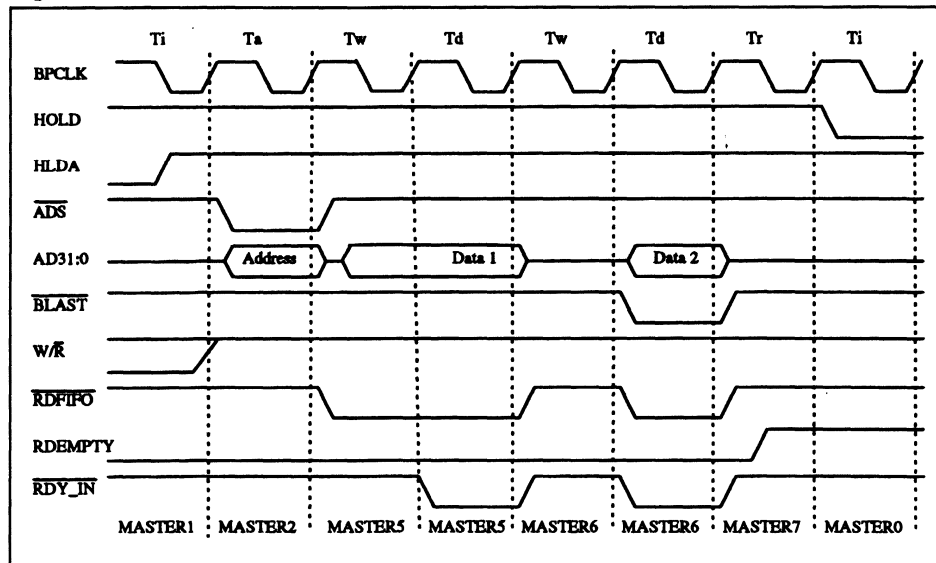 Ti Ta Tw Td Tw Td Tr Ti
BPCLK
HOLD
HLDA
ADS
AD31:0 Address Data 1 Data 2
BLAST
W/R
RDFIFO
RDEMPTY
RDY_IN
MASTER1 MASTER2 MASTER5 MASTER5 MASTER6 MASTER6 MASTER7 MASTER0